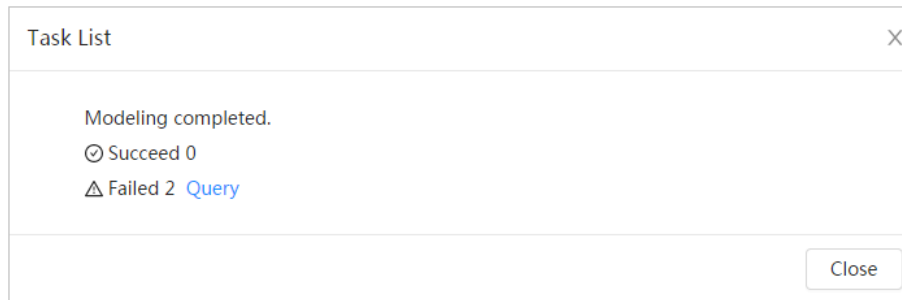 Task List
Modeling completed.
Succeed 0
Failed 2 Query
Close